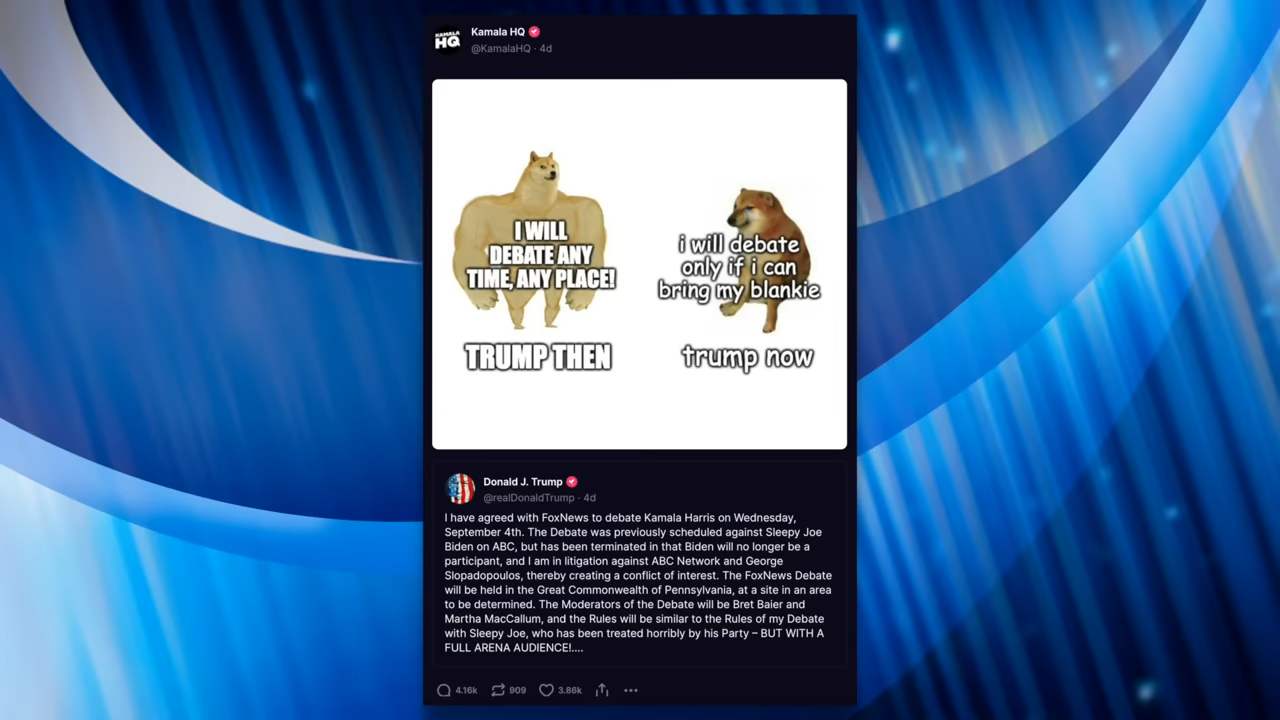 KAMALA
HQ
Kamala HQ
@KamalaHQ · 4d
I WILL
DEBATE ANY
TIME, ANY PLACE!
TRUMP THEN
i will debate
only if i can
bring my blankie
trump now
Donald J. Trump
@realDonaldTrump · 4d
I have agreed with FoxNews to debate Kamala Harris on Wednesday,
September 4th. The Debate was previously scheduled against Sleepy Joe
Biden on ABC, but has been terminated in that Biden will no longer be a
participant, and I am in litigation against ABC Network and George
Slopadopoulos, thereby creating a conflict of interest. The FoxNews Debate
will be held in the Great Commonwealth of Pennsylvania, at a site in an area
to be determined. The Moderators of the Debate will be Bret Baier and
Martha MacCallum, and the Rules will be similar to the Rules of my Debate
with Sleepy Joe, who has been treated horribly by his Party – BUT WITH A
FULL ARENA AUDIENCE!....
4.16k 909 3.86k